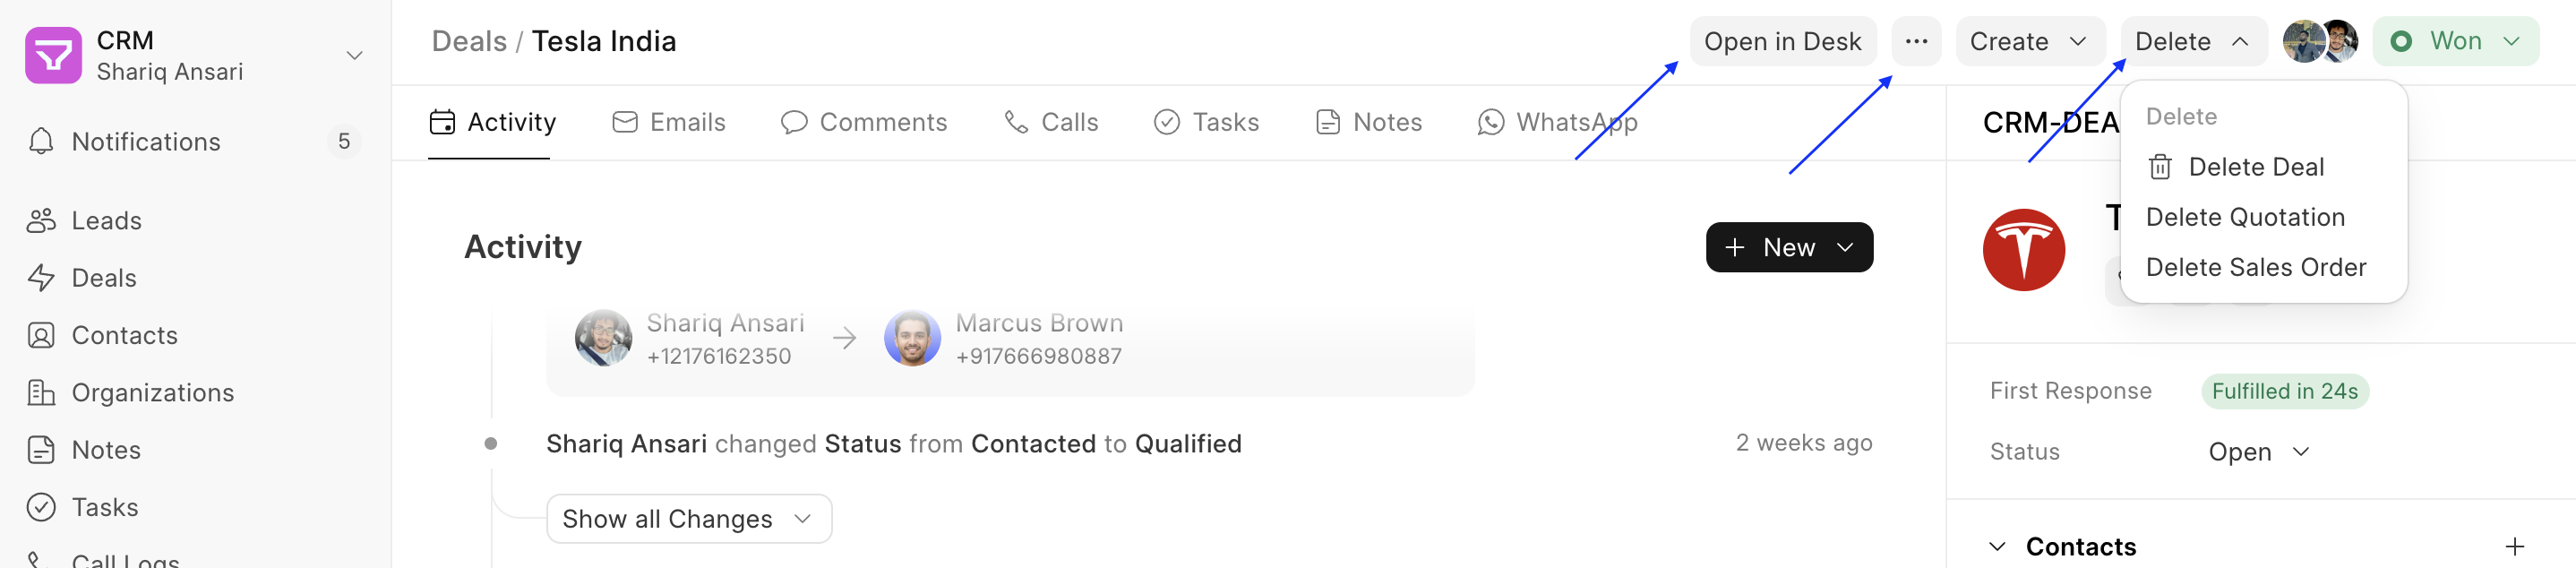 CRM
Shariq Ansari
Notifications 5
Leads
Deals
Contacts
Organizations
Notes
Tasks
Call Logs
Deals / Tesla India
Open in Desk
Create
Delete
Won
Activity
Emails
Comments
Calls
Tasks
Notes
WhatsApp
Activity
New
Shariq Ansari
+12176162350
Marcus Brown
+917666980887
Shariq Ansari changed Status from Contacted to Qualified
2 weeks ago
Show all Changes
CRM-DEA
Delete
Delete Deal
Delete Quotation
Delete Sales Order
T
First Response Fulfilled in 24s
Status Open
Contacts